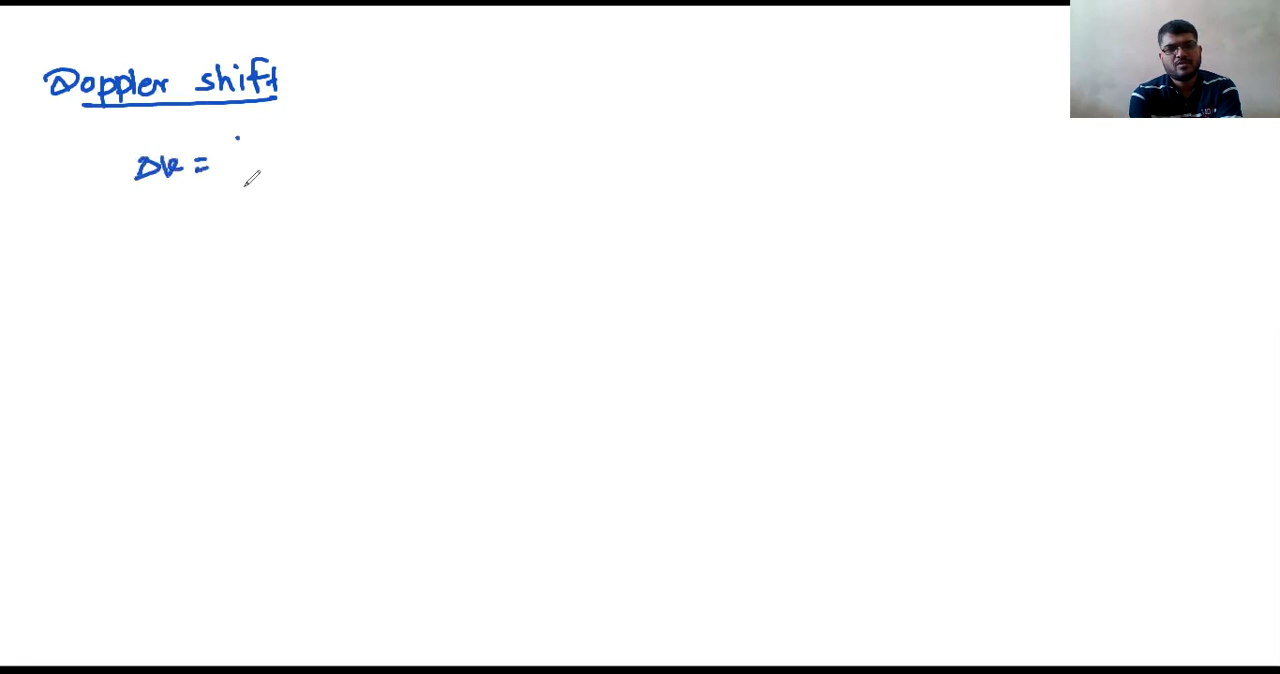 Doppler shift
Δν =